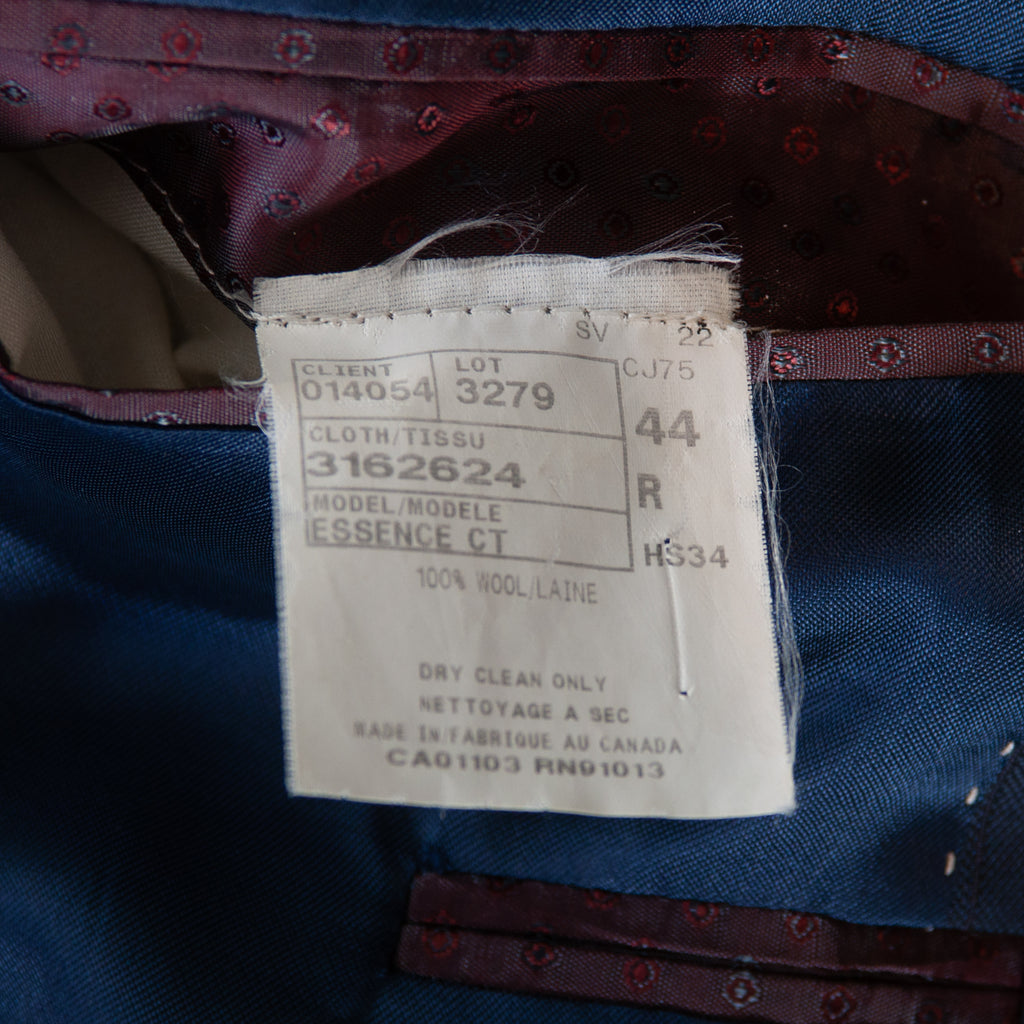 SV 22
CLIENT LOT CJ75
014054 3279 44
CLOTH/TISSU
3162624 R
MODEL/MODELE
ESSENCE CT HS34
100% WOOL/LAINE
DRY CLEAN ONLY
NETTOYAGE A SEC
MADE IN/FABRIQUE AU CANADA
CA01103 RN91013